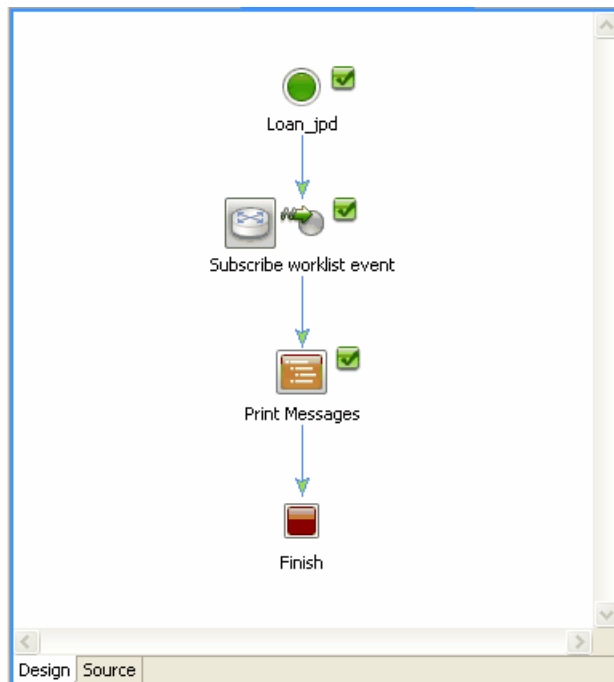 Loan_jpd
Subscribe worklist event
Print Messages
Finish
Design Source